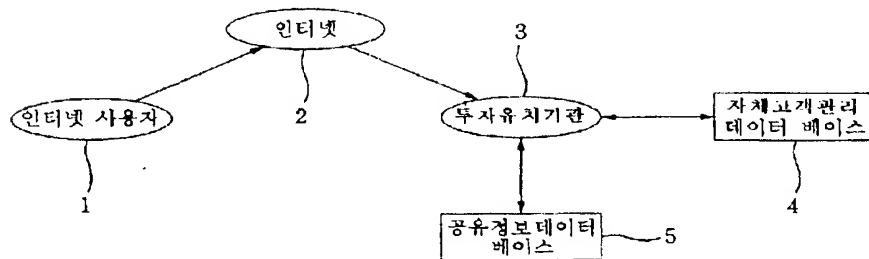 인터넷
2
3
인터넷 사용자
1
투자유치기관
자체고객관리
데이터 베이스
4
공유정보데이터
베이스
5